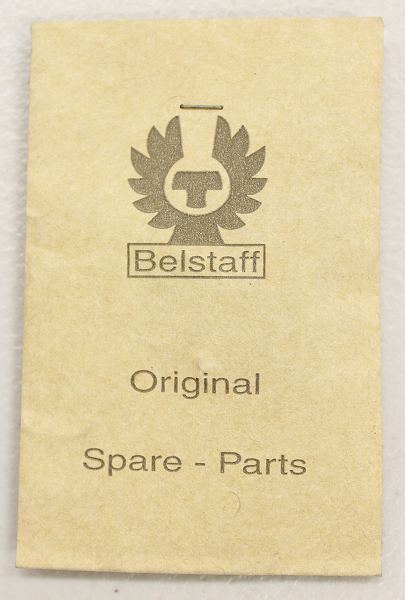 Belstaff
Original
Spare - Parts